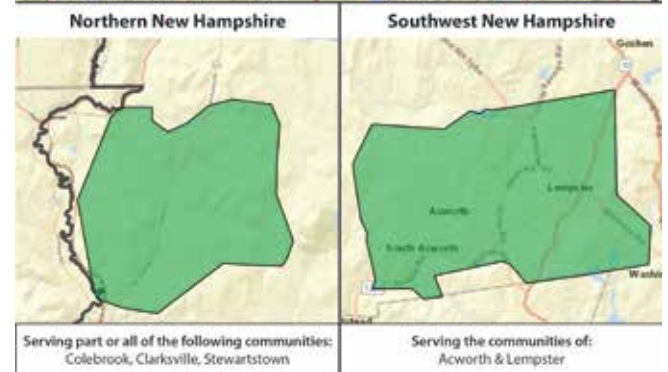 Northern New Hampshire
Southwest New Hampshire
Goshen
Lempster
Acworth
South Acworth
Serving part or all of the following communities:
Colebrook, Clarksville, Stewartstown
Serving the communities of:
Acworth & Lempster